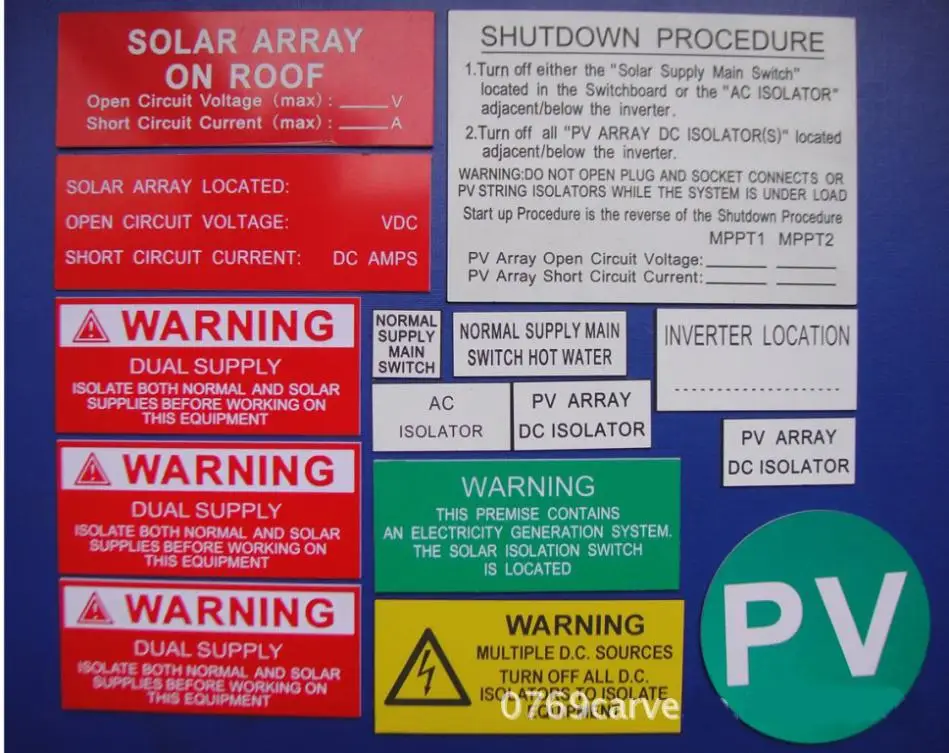 SOLAR ARRAY
ON ROOF
Open Circuit Voltage (max): _____V
Short Circuit Current (max): _____A
SOLAR ARRAY LOCATED:
OPEN CIRCUIT VOLTAGE: VDC
SHORT CIRCUIT CURRENT: DC AMPS
SHUTDOWN PROCEDURE
1.Turn off either the "Solar Supply Main Switch"
located in the Switchboard or the "AC ISOLATOR"
adjacent/below the inverter.
2.Turn off all "PV ARRAY DC ISOLATOR(S)" located
adjacent/below the inverter.
WARNING:DO NOT OPEN PLUG AND SOCKET CONNECTS OR
PV STRING ISOLATORS WHILE THE SYSTEM IS UNDER LOAD
Start up Procedure is the reverse of the Shutdown Procedure
MPPT1 MPPT2
PV Array Open Circuit Voltage: ______ ______
PV Array Short Circuit Current: ______ ______
WARNING
DUAL SUPPLY
ISOLATE BOTH NORMAL AND SOLAR
SUPPLIES BEFORE WORKING ON
THIS EQUIPMENT
WARNING
DUAL SUPPLY
ISOLATE BOTH NORMAL AND SOLAR
SUPPLIES BEFORE WORKING ON
THIS EQUIPMENT
WARNING
DUAL SUPPLY
ISOLATE BOTH NORMAL AND SOLAR
SUPPLIES BEFORE WORKING ON
THIS EQUIPMENT
NORMAL
SUPPLY
MAIN
SWITCH
NORMAL SUPPLY MAIN
SWITCH HOT WATER
INVERTER LOCATION
AC
ISOLATOR
PV ARRAY
DC ISOLATOR
PV ARRAY
DC ISOLATOR
WARNING
THIS PREMISE CONTAINS
AN ELECTRICITY GENERATION SYSTEM.
THE SOLAR ISOLATION SWITCH
IS LOCATED
WARNING
MULTIPLE D.C. SOURCES
TURN OFF ALL D.C.
ISOLATORS TO ISOLATE
EQUIPMENT
PV
0769carve